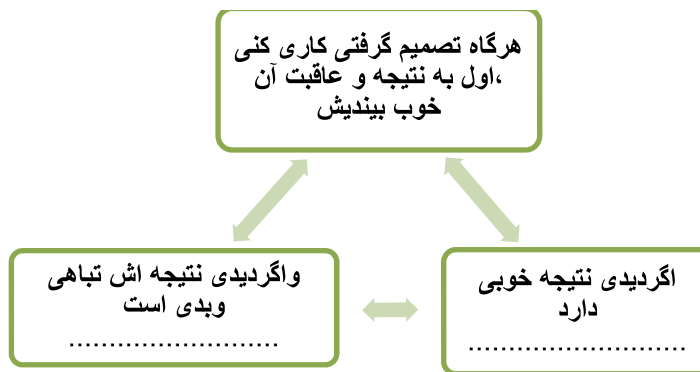 هرگاه تصمیم گرفتی کاری کنی
،اول به نتیجه و عاقبت آن
خوب بیندیش
اگردیدی نتیجه خوبی
دارد
..........................
واگردیدی نتیجه اش تباهی
وبدی است
.........................